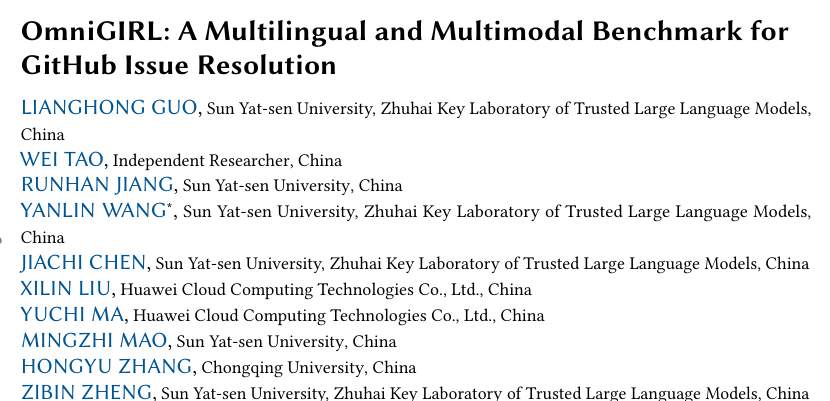 OmniGIRL: A Multilingual and Multimodal Benchmark for
GitHub Issue Resolution
LIANGHONG GUO, Sun Yat-sen University, Zhuhai Key Laboratory of Trusted Large Language Models,
China
WEI TAO, Independent Researcher, China
RUNHAN JIANG, Sun Yat-sen University, China
YANLIN WANG*, Sun Yat-sen University, Zhuhai Key Laboratory of Trusted Large Language Models,
China
JIACHI CHEN, Sun Yat-sen University, Zhuhai Key Laboratory of Trusted Large Language Models, China
XILIN LIU, Huawei Cloud Computing Technologies Co., Ltd., China
YUCHI MA, Huawei Cloud Computing Technologies Co., Ltd., China
MINGZHI MAO, Sun Yat-sen University, China
HONGYU ZHANG, Chongqing University, China
ZIBIN ZHENG, Sun Yat-sen University, Zhuhai Key Laboratory of Trusted Large Language Models, China